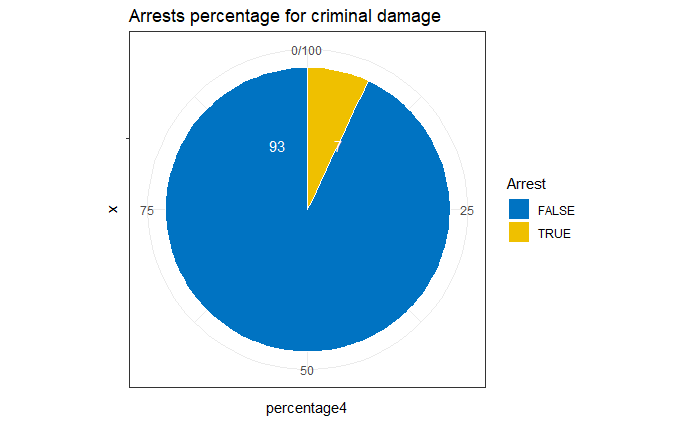 Arrests percentage for criminal damage
0/100
93
7
Arrest
FALSE
TRUE
x
75
25
50
percentage4